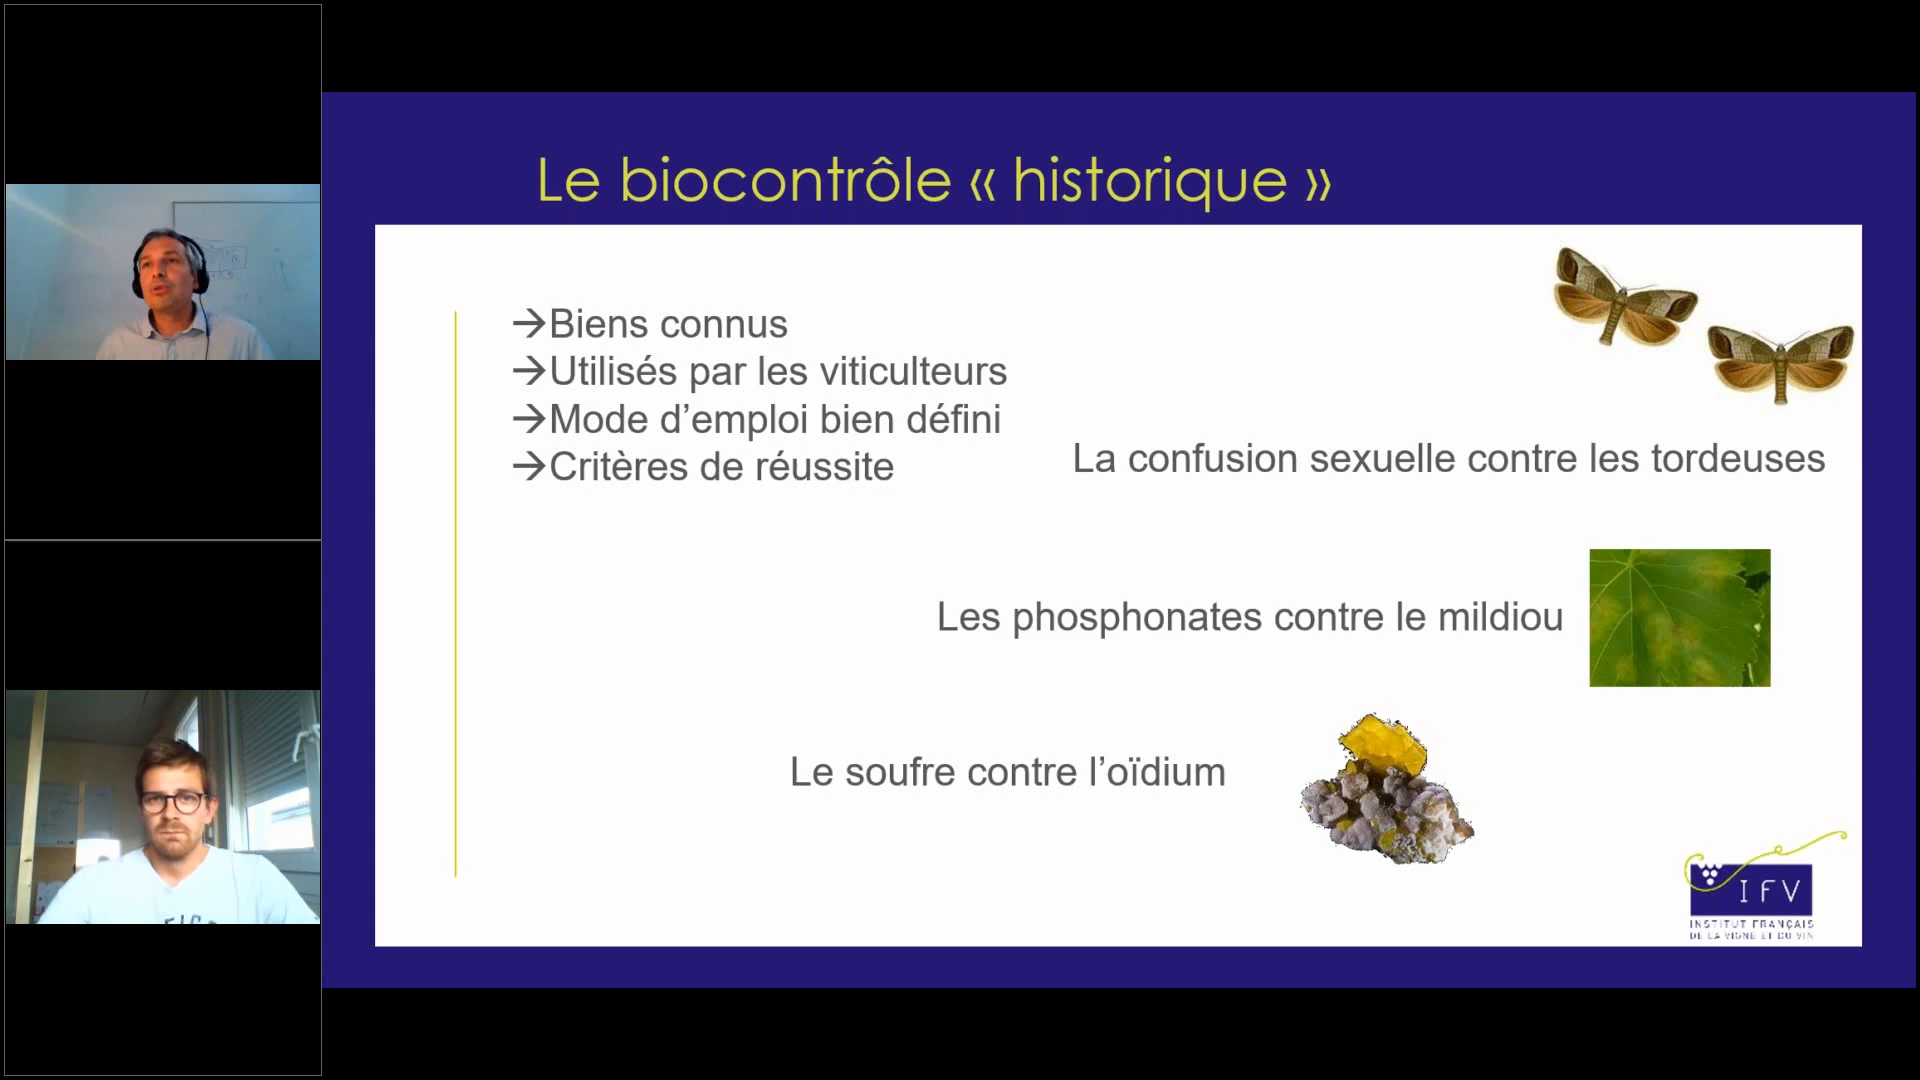 Le biocontrôle « historique »
→Biens connus
→Utilisés par les viticulteurs
→Mode d’emploi bien défini
→Critères de réussite
La confusion sexuelle contre les tordeuses
Les phosphonates contre le mildiou
Le soufre contre l’oïdium
IFV
INSTITUT FRANÇAIS
DE LA VIGNE ET DU VIN